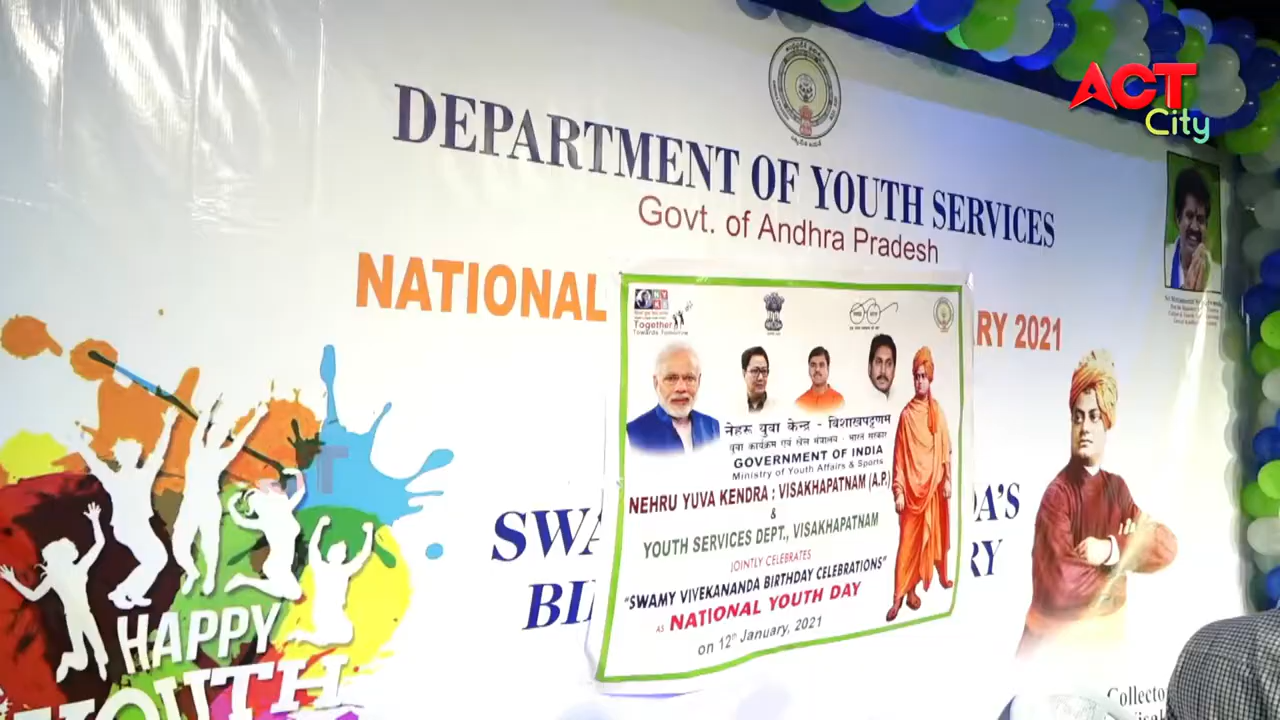 ACT
City
DEPARTMENT OF YOUTH SERVICES
Govt. of Andhra Pradesh
NATIONAL
RY 2021
Together
Towards Tomorrow
नेहरू युवा केन्द्र - विशाखपट्टणम
युवा कार्यक्रम एवं खेल मंत्रालय - भारत सरकार
GOVERNMENT OF INDIA
Ministry of Youth Affairs & Sports
NEHRU YUVA KENDRA : VISAKHAPATNAM (A.P.)
&
YOUTH SERVICES DEPT., VISAKHAPATNAM
JOINTLY CELEBRATES
"SWAMY VIVEKANANDA BIRTHDAY CELEBRATIONS"
AS NATIONAL YOUTH DAY
on 12th January, 2021
SWA
DA'S
BI
RY
HAPPY
YOUTH
Collecto